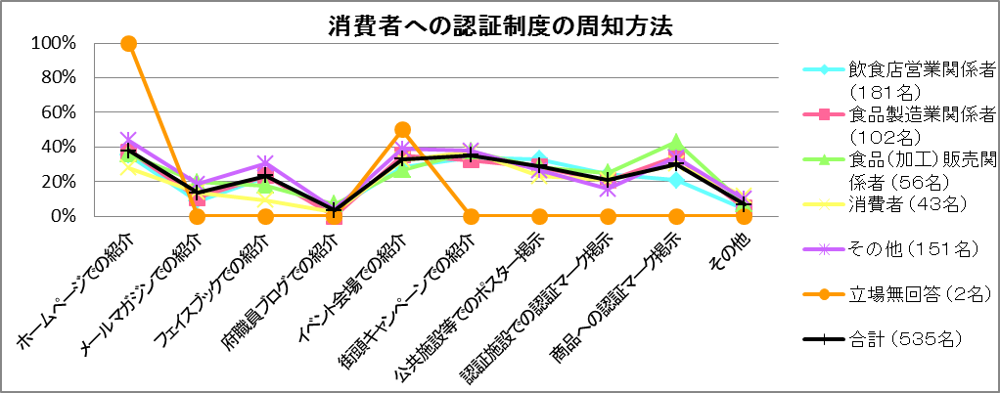 消費者への認証制度の周知方法
100%
80%
60%
40%
20%
0%
ホームページでの紹介
メールマガジンでの紹介
フェイスブックでの紹介
府職員ブログでの紹介
イベント会場での紹介
街頭キャンペーンでの紹介
公共施設等でのポスター掲示
認証施設での認証マーク掲示
商品への認証マーク掲示
その他
飲食店営業関係者
(181名)
食品製造業関係者
(102名)
食品(加工)販売関
係者(56名)
消費者(43名)
その他(151名)
立場無回答(2名)
合計(535名)